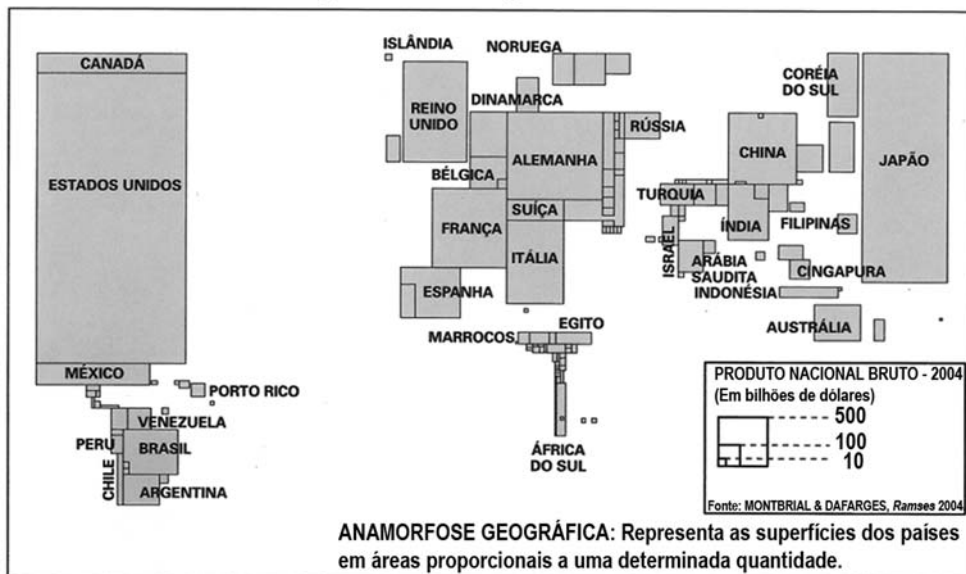 CANADÁ
ESTADOS UNIDOS
MÉXICO
PORTO RICO
VENEZUELA
PERU
BRASIL
CHILE
ARGENTINA
ISLÂNDIA
NORUEGA
REINO
UNIDO
DINAMARCA
RÚSSIA
ALEMANHA
BÉLGICA
SUÍÇA
FRANÇA
ITÁLIA
ESPANHA
MARROCOS
EGITO
ÁFRICA
DO SUL
CORÉIA
DO SUL
CHINA
JAPÃO
TURQUIA
ÍNDIA
FILIPINAS
ISRAEL
ARÁBIA
SAUDITA
CINGAPURA
INDONÉSIA
AUSTRÁLIA
PRODUTO NACIONAL BRUTO - 2004
(Em bilhões de dólares)
500
100
10
Fonte: MONTBRIAL & DAFARGES, Ramses 2004
ANAMORFOSE GEOGRÁFICA: Representa as superfícies dos países
em áreas proporcionais a uma determinada quantidade.